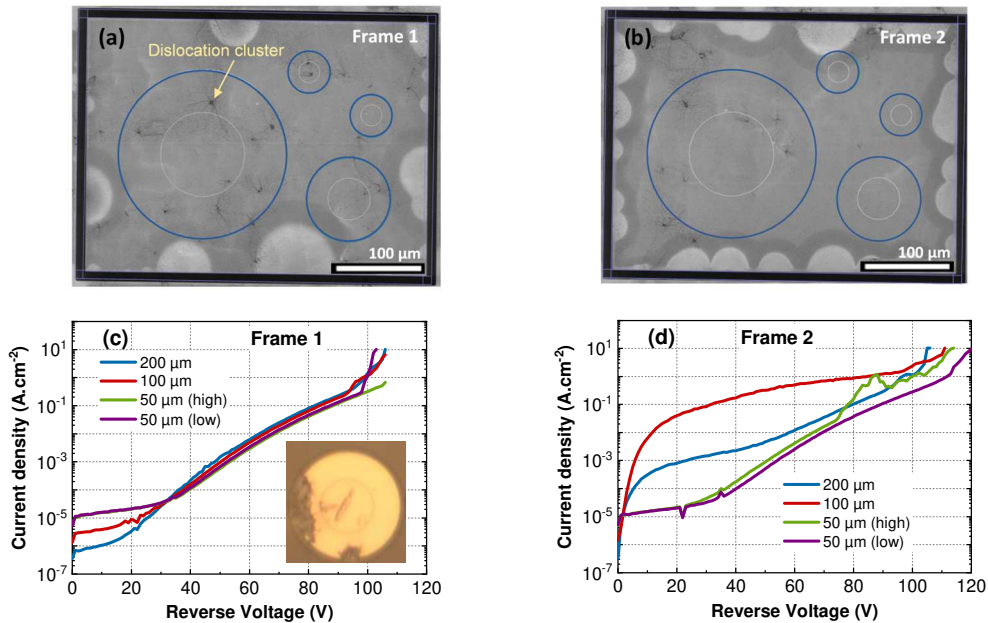 (a)
Frame 1
Dislocation cluster
100 µm
(b)
Frame 2
100 µm
(c)
Frame 1
200 µm
100 µm
50 µm (high)
50 µm (low)
10¹
10⁻¹
10⁻³
10⁻⁵
10⁻⁷
0 20 40 60 80 100 120
Current density (A.cm⁻²)
Reverse Voltage (V)
(d)
Frame 2
200 µm
100 µm
50 µm (high)
50 µm (low)
10¹
10⁻¹
10⁻³
10⁻⁵
10⁻⁷
0 20 40 60 80 100 120
Current density (A.cm⁻²)
Reverse Voltage (V)